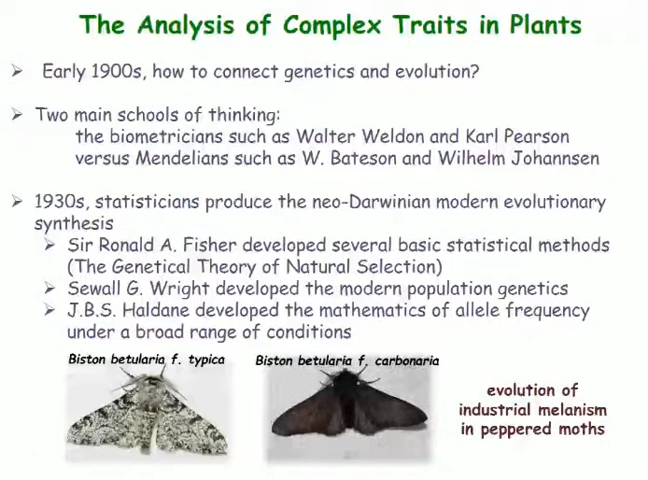 The Analysis of Complex Traits in Plants
➢ Early 1900s, how to connect genetics and evolution?
➢ Two main schools of thinking:
the biometricians such as Walter Weldon and Karl Pearson
versus Mendelians such as W. Bateson and Wilhelm Johannsen
➢ 1930s, statisticians produce the neo-Darwinian modern evolutionary
synthesis
➢ Sir Ronald A. Fisher developed several basic statistical methods
(The Genetical Theory of Natural Selection)
➢ Sewall G. Wright developed the modern population genetics
➢ J.B.S. Haldane developed the mathematics of allele frequency
under a broad range of conditions
Biston betularia f. typica
Biston betularia f. carbonaria
evolution of
industrial melanism
in peppered moths